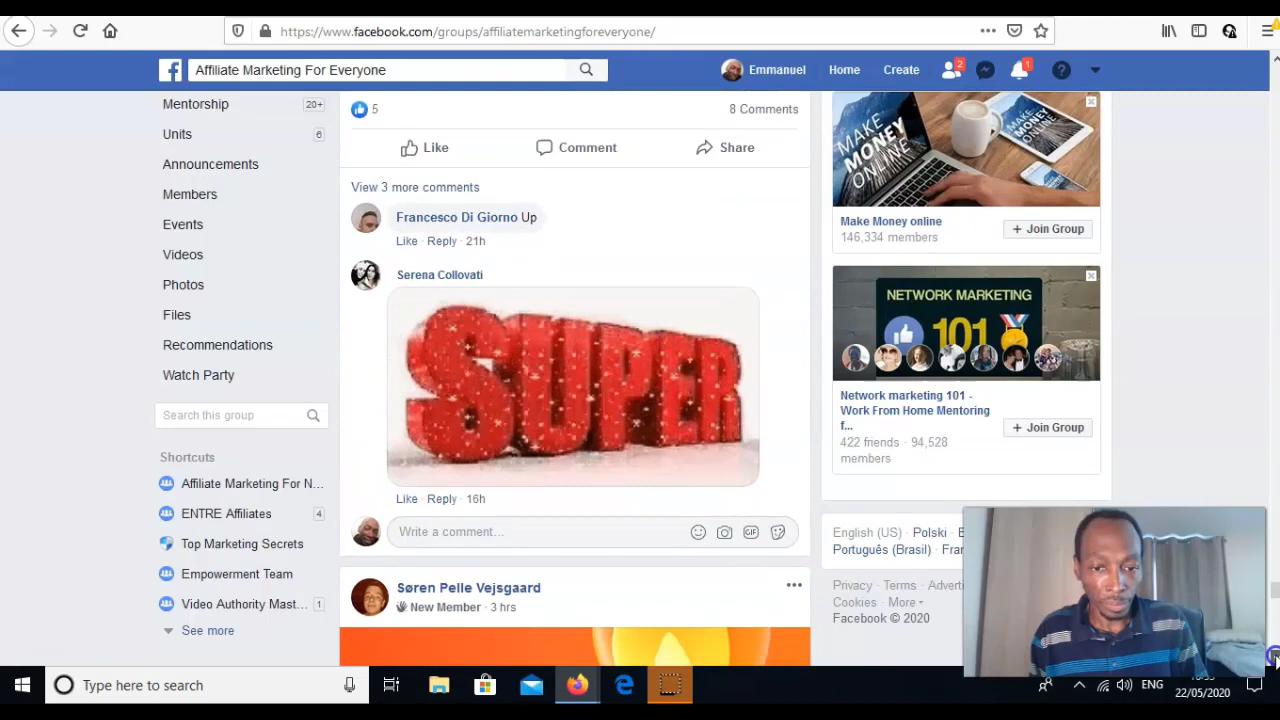 https://www.facebook.com/groups/affiliatemarketingforeveryone/
Affiliate Marketing For Everyone
Emmanuel
Home
Create
2
1
Mentorship
20+
Units
6
Announcements
Members
Events
Videos
Photos
Files
Recommendations
Watch Party
Search this group
Shortcuts
Affiliate Marketing For N...
ENTRE Affiliates
4
Top Marketing Secrets
Empowerment Team
Video Authority Mast...
1
See more
5
8 Comments
Like
Comment
Share
View 3 more comments
Francesco Di Giorno Up
Like · Reply · 21h
Serena Collovati
SUPER
Like · Reply · 16h
Write a comment...
GIF
Søren Pelle Vejsgaard
New Member · 3 hrs
MAKE
MONEY
ONLINE
MAKE
MONEY
ONLINE
Make Money online
146,334 members
+ Join Group
NETWORK MARKETING
101
Network marketing 101 -
Work From Home Mentoring
f...
422 friends · 94,528
members
+ Join Group
English (US) · Polski ·
Português (Brasil) ·
Privacy · Terms ·
Cookies · More
Facebook © 2020
Type here to search
ENG
22/05/2020